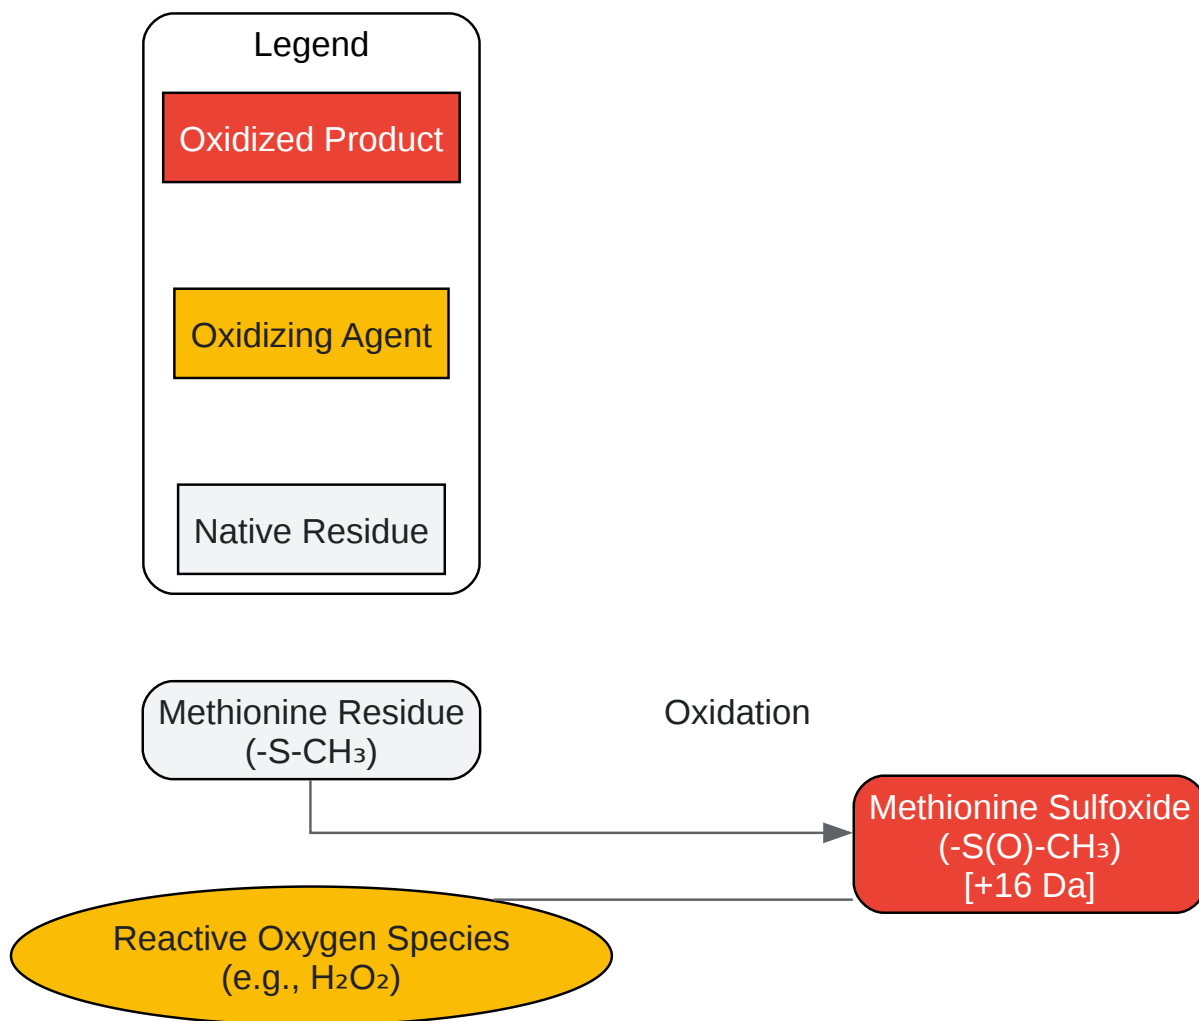 Legend
Oxidized Product
Oxidizing Agent
Native Residue
Methionine Residue
(-S-CH₃)
Oxidation
Methionine Sulfoxide
(-S(O)-CH₃)
[+16 Da]
Reactive Oxygen Species
(e.g., H₂O₂)